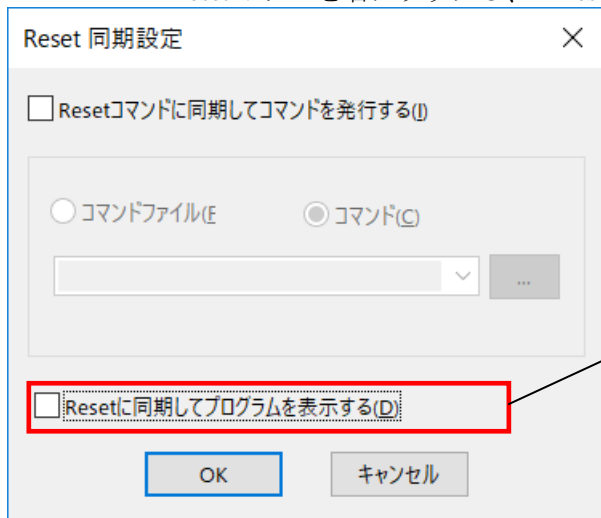 Reset 同期設定
Resetコマンドに同期してコマンドを発行する(I)
コマンドファイル(F
コマンド(C)
...
Resetに同期してプログラムを表示する(D)
OK
キャンセル